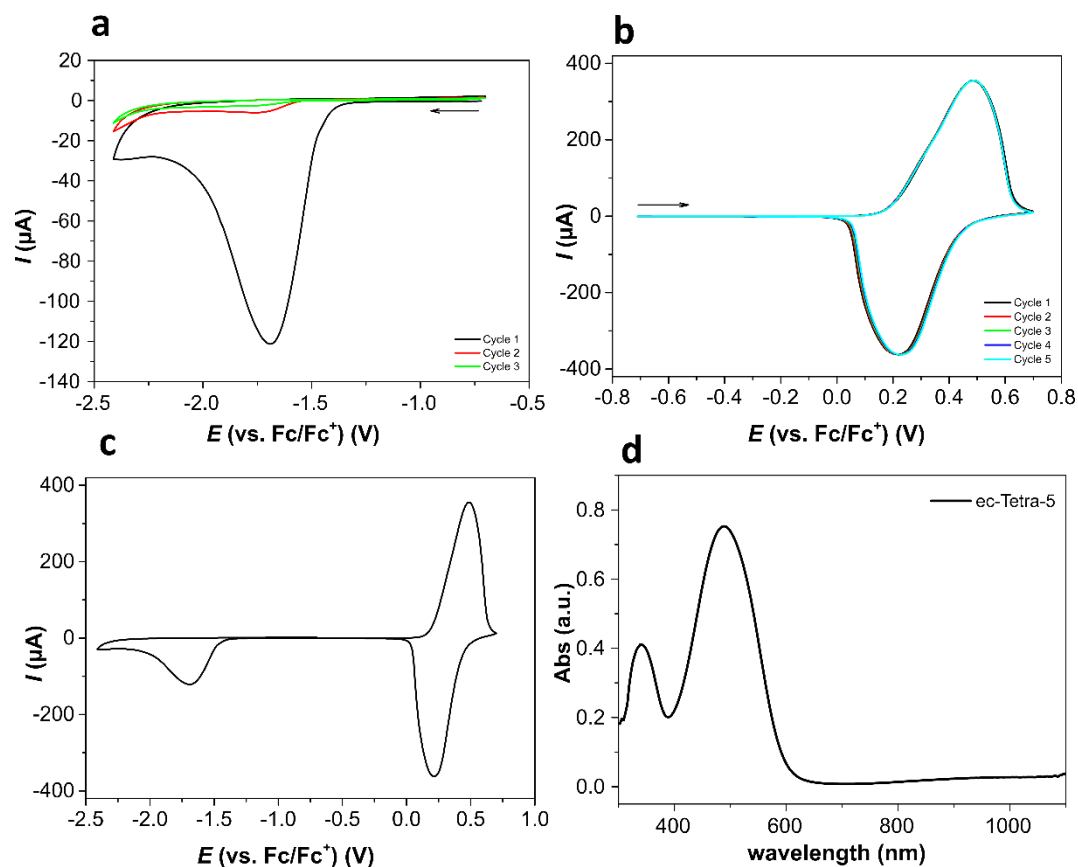 a
20
0
-20
-40
-60
-80
-100
-120
-140
I (µA)
Cycle 1
Cycle 2
Cycle 3
-2.5 -2.0 -1.5 -1.0 -0.5
E (vs. Fc/Fc⁺) (V)
b
400
200
0
-200
-400
I (µA)
Cycle 1
Cycle 2
Cycle 3
Cycle 4
Cycle 5
-0.8 -0.6 -0.4 -0.2 0.0 0.2 0.4 0.6 0.8
E (vs. Fc/Fc⁺) (V)
c
400
200
0
-200
-400
I (µA)
-2.5 -2.0 -1.5 -1.0 -0.5 0.0 0.5 1.0
E (vs. Fc/Fc⁺) (V)
d
ec-Tetra-5
0.8
0.6
0.4
0.2
0.0
Abs (a.u.)
400 600 800 1000
wavelength (nm)